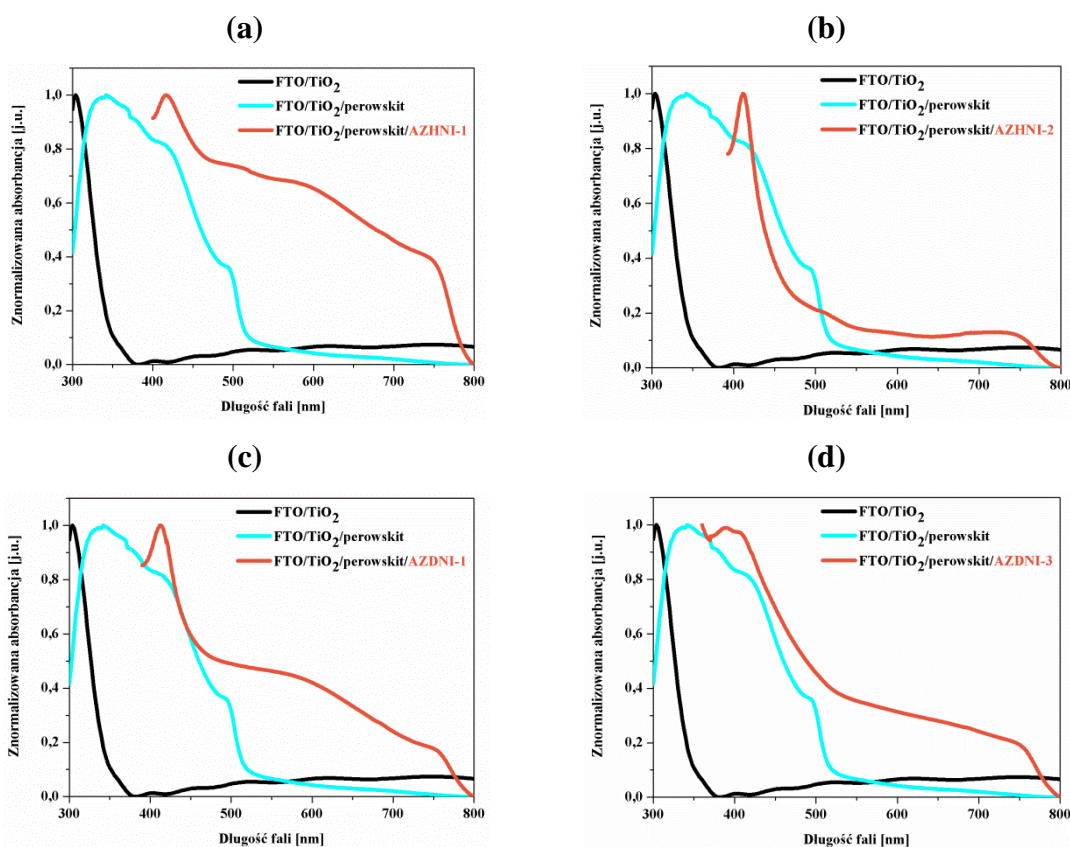 (a)
Znormalizowana absorbancja [j.u.]
1,0
0,8
0,6
0,4
0,2
0,0
FTO/TiO₂
FTO/TiO₂/perowskit
FTO/TiO₂/perowskit/AZHNI-1
300 400 500 600 700 800
Długość fali [nm]
(b)
Znormalizowana absorbancja [j.u.]
1,0
0,8
0,6
0,4
0,2
0,0
FTO/TiO₂
FTO/TiO₂/perowskit
FTO/TiO₂/perowskit/AZHNI-2
300 400 500 600 700 800
Długość fali [nm]
(c)
Znormalizowana absorbancja [j.u.]
1,0
0,8
0,6
0,4
0,2
0,0
FTO/TiO₂
FTO/TiO₂/perowskit
FTO/TiO₂/perowskit/AZDNI-1
300 400 500 600 700 800
Długość fali [nm]
(d)
Znormalizowana absorbancja [j.u.]
1,0
0,8
0,6
0,4
0,2
0,0
FTO/TiO₂
FTO/TiO₂/perowskit
FTO/TiO₂/perowskit/AZDNI-3
300 400 500 600 700 800
Długość fali [nm]